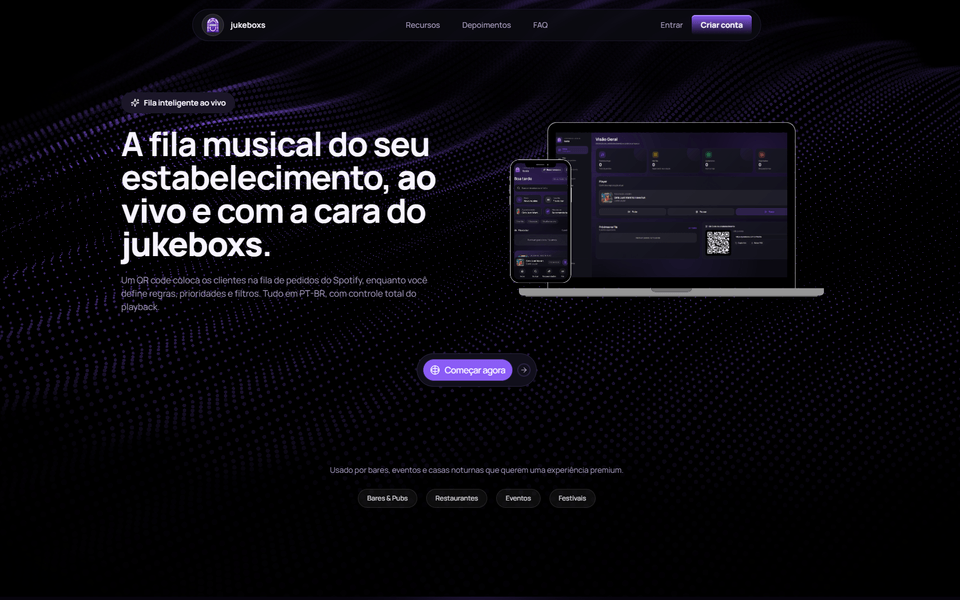 jukeboxs
Recursos
Depoimentos
FAQ
Entrar
Criar conta
Fila inteligente ao vivo
A fila musical do seu
estabelecimento, ao
vivo e com a cara do
jukeboxs.
Um QR code coloca os clientes na fila de pedidos do Spotify, enquanto você
define regras, prioridades e filtros. Tudo em PT-BR, com controle total do
playback.
Visão Geral
Começar agora
Usado por bares, eventos e casas noturnas que querem uma experiência premium.
Bares & Pubs
Restaurantes
Eventos
Festivais